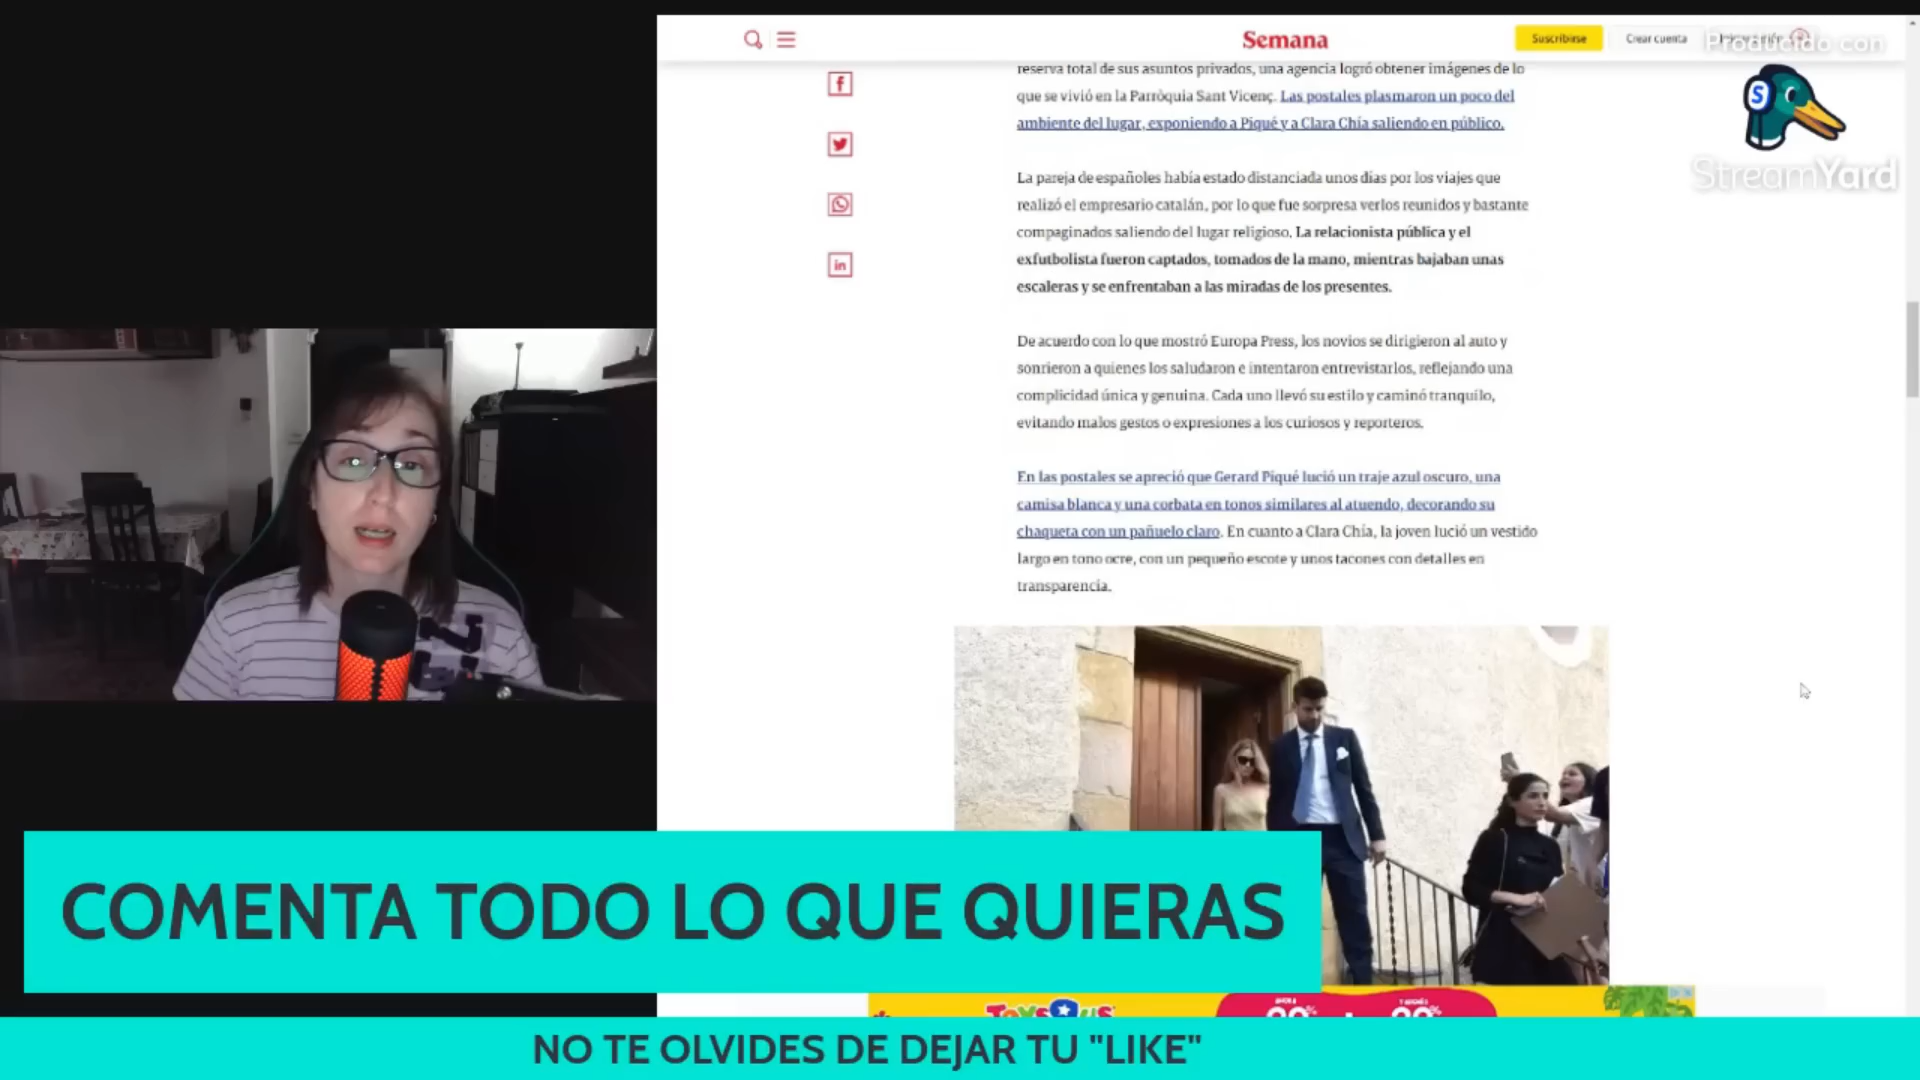 Semana
Suscribirse
Crear cuenta
Producido con
StreamYard
reserva total de sus asuntos privados, una agencia logró obtener imágenes de lo
que se vivió en la Parròquia Sant Vicenç. Las postales plasmaron un poco del
ambiente del lugar, exponiendo a Piqué y a Clara Chía saliendo en público.
La pareja de españoles había estado distanciada unos días por los viajes que
realizó el empresario catalán, por lo que fue sorpresa verlos reunidos y bastante
compaginados saliendo del lugar religioso. La relacionista pública y el
exfutbolista fueron captados, tomados de la mano, mientras bajaban unas
escaleras y se enfrentaban a las miradas de los presentes.
De acuerdo con lo que mostró Europa Press, los novios se dirigieron al auto y
sonrieron a quienes los saludaron e intentaron entrevistarlos, reflejando una
complicidad única y genuina. Cada uno llevó su estilo y caminó tranquilo,
evitando malos gestos o expresiones a los curiosos y reporteros.
En las postales se apreció que Gerard Piqué lució un traje azul oscuro, una
camisa blanca y una corbata en tonos similares al atuendo, decorando su
chaqueta con un pañuelo claro. En cuanto a Clara Chía, la joven lució un vestido
largo en tono ocre, con un pequeño escote y unos tacones con detalles en
transparencia.
COMENTA TODO LO QUE QUIERAS
NO TE OLVIDES DE DEJAR TU "LIKE"